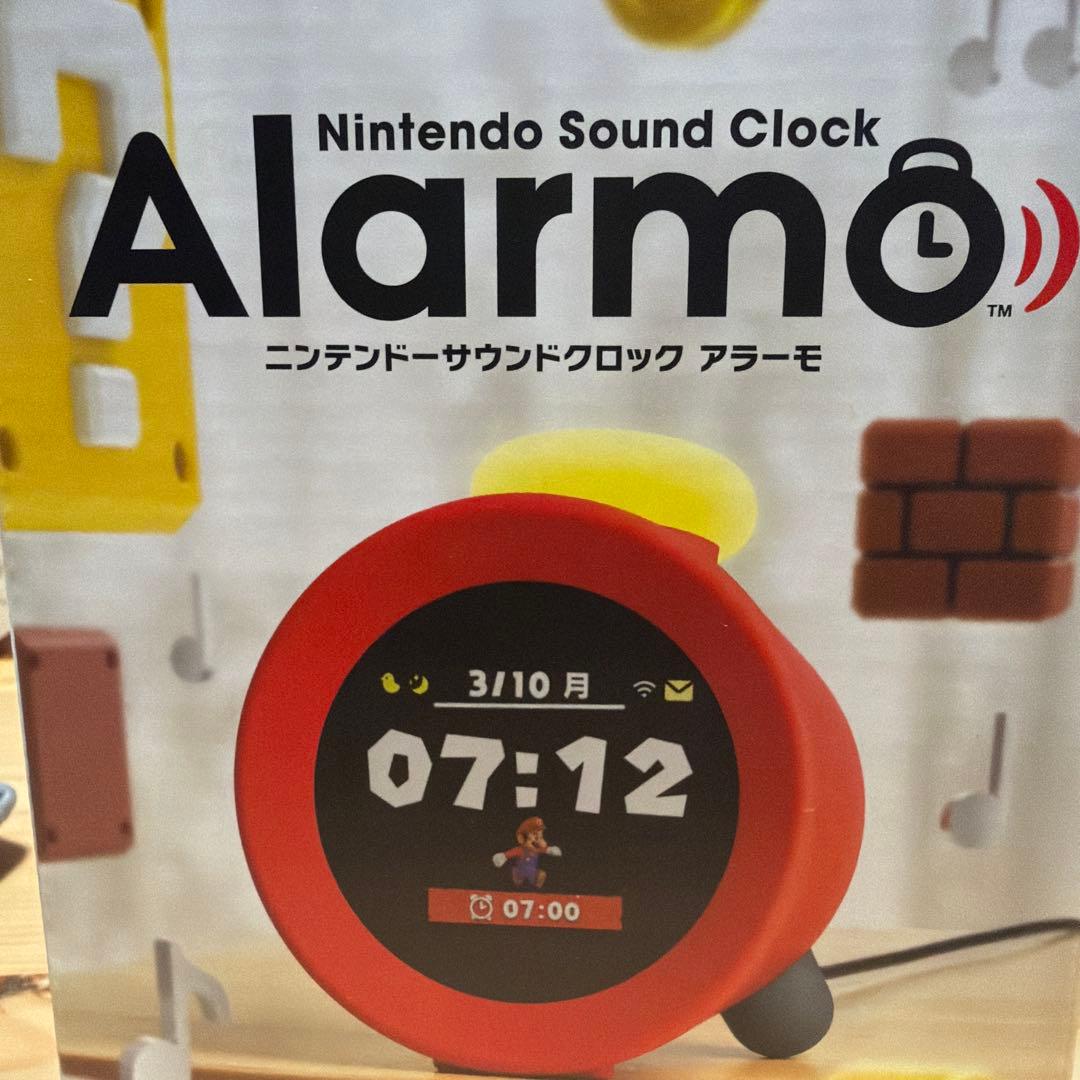 Nintendo Sound Clock
Alarmo
TM
ニンテンドーサウンドクロック アラーモ
3/10 月
07:12
07:00